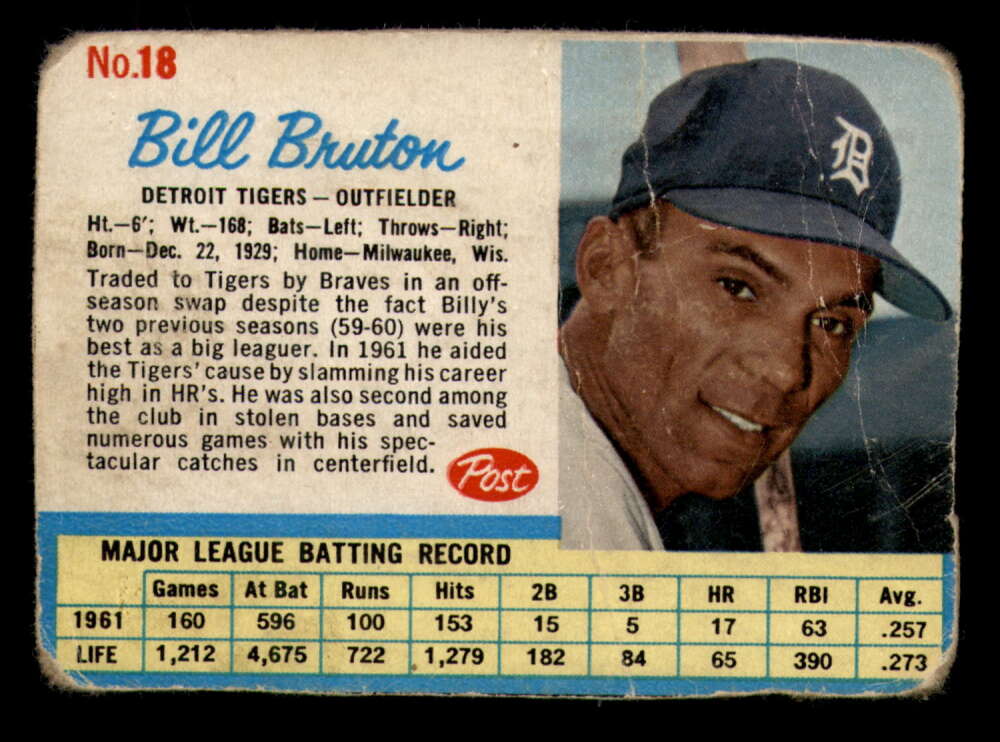 No.18
Bill Bruton
DETROIT TIGERS — OUTFIELDER
Ht.—6'; Wt.—168; Bats—Left; Throws—Right;
Born—Dec. 22, 1929; Home—Milwaukee, Wis.
Traded to Tigers by Braves in an off-
season swap despite the fact Billy's
two previous seasons (59-60) were his
best as a big leaguer. In 1961 he aided
the Tigers' cause by slamming his career
high in HR's. He was also second among
the club in stolen bases and saved
numerous games with his spec-
tacular catches in centerfield.
Post
D
MAJOR LEAGUE BATTING RECORD
Games At Bat Runs Hits 2B 3B HR RBI Avg.
1961 160 596 100 153 15 5 17 63 .257
LIFE 1,212 4,675 722 1,279 182 84 65 390 .273